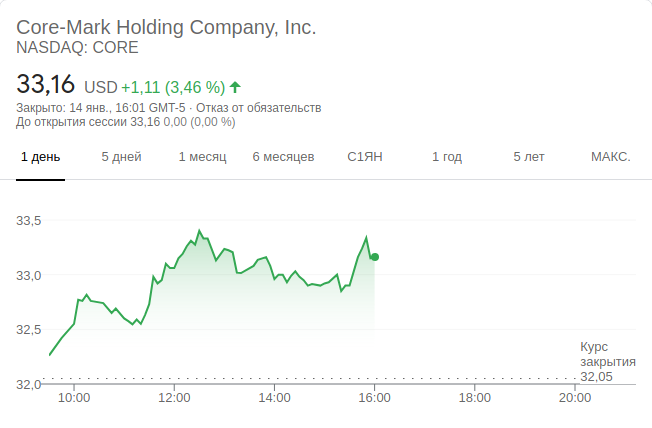 Core-Mark Holding Company, Inc.
NASDAQ: CORE
33,16 USD +1,11 (3,46 %)
Закрыто: 14 янв., 16:01 GMT-5 · Отказ от обязательств
До открытия сессии 33,16 0,00 (0,00 %)
1 день 5 дней 1 месяц 6 месяцев С1ЯН 1 год 5 лет МАКС.
33,5
33,0
32,5
Курс
закрытия
32,05
32,0
10:00 12:00 14:00 16:00 18:00 20:00